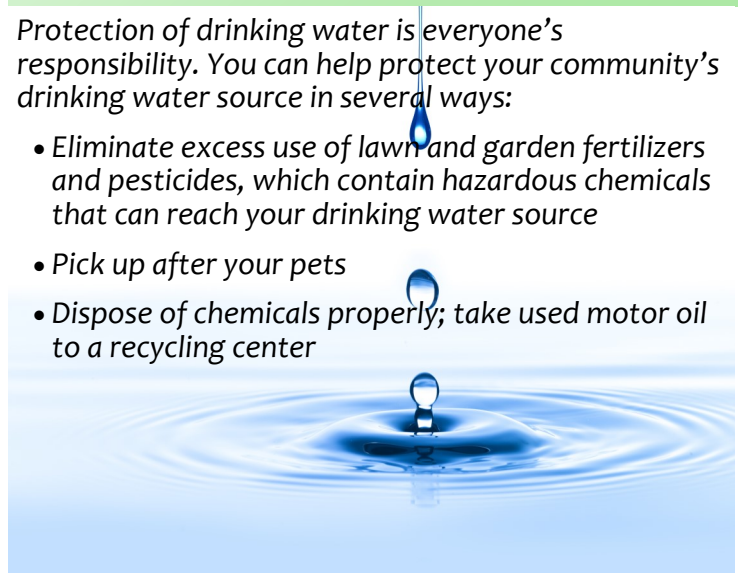 Protection of drinking water is everyone’s
responsibility. You can help protect your community’s
drinking water source in several ways:
• Eliminate excess use of lawn and garden fertilizers
and pesticides, which contain hazardous chemicals
that can reach your drinking water source
• Pick up after your pets
• Dispose of chemicals properly; take used motor oil
to a recycling center